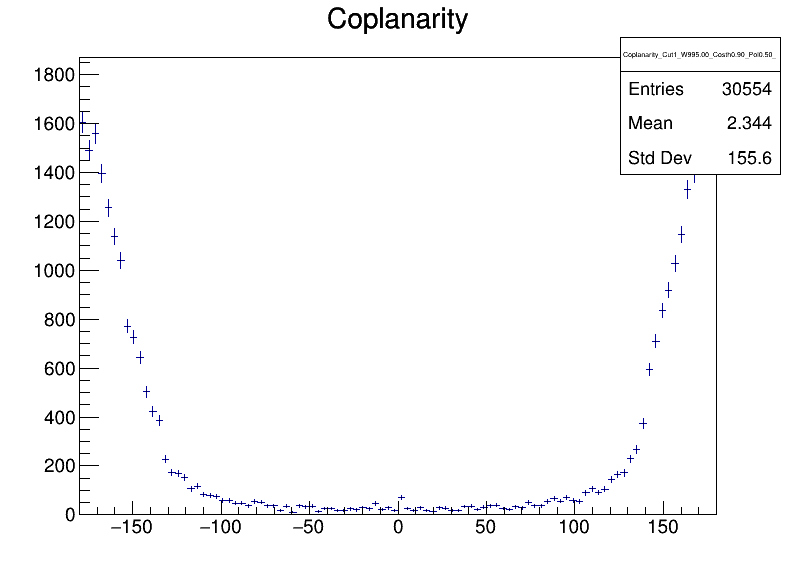 Coplanarity
Coplanarity_Cut1_W995.00_Costh0.90_Pol0.50_
Entries 30554
Mean 2.344
Std Dev 155.6
1800
1600
1400
1200
1000
800
600
400
200
0
−150 −100 −50 0 50 100 150